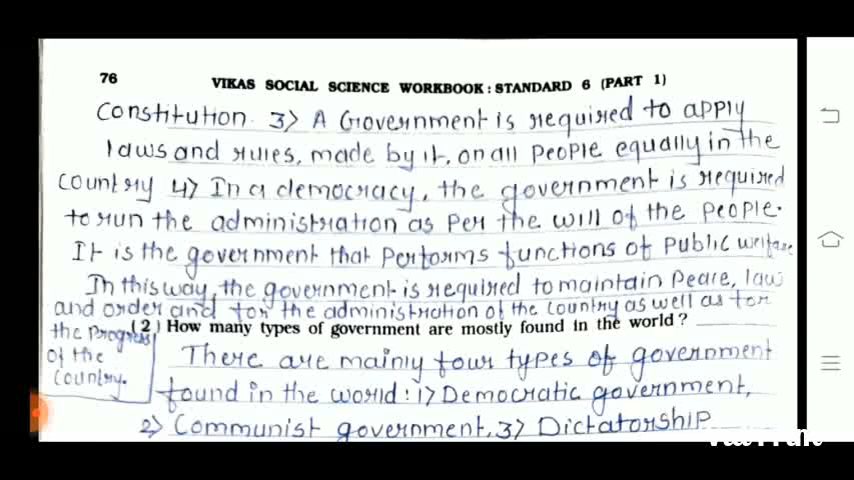 76 VIKAS SOCIAL SCIENCE WORKBOOK : STANDARD 6 (PART 1)
Constitution. 3> A Government is required to apply
laws and rules, made by it, on all people equally in the
country 4> In a democracy, the government is required
to run the administration as per the will of the people.
It is the government that performs functions of public welfare
In this way, the government is required to maintain peace, law
and order and for the administration of the country as well as for
the progress
of the
country.
(2) How many types of government are mostly found in the world ?
There are mainly four types of government
found in the world : 1> Democratic government,
2> Communist government, 3> Dictatorship